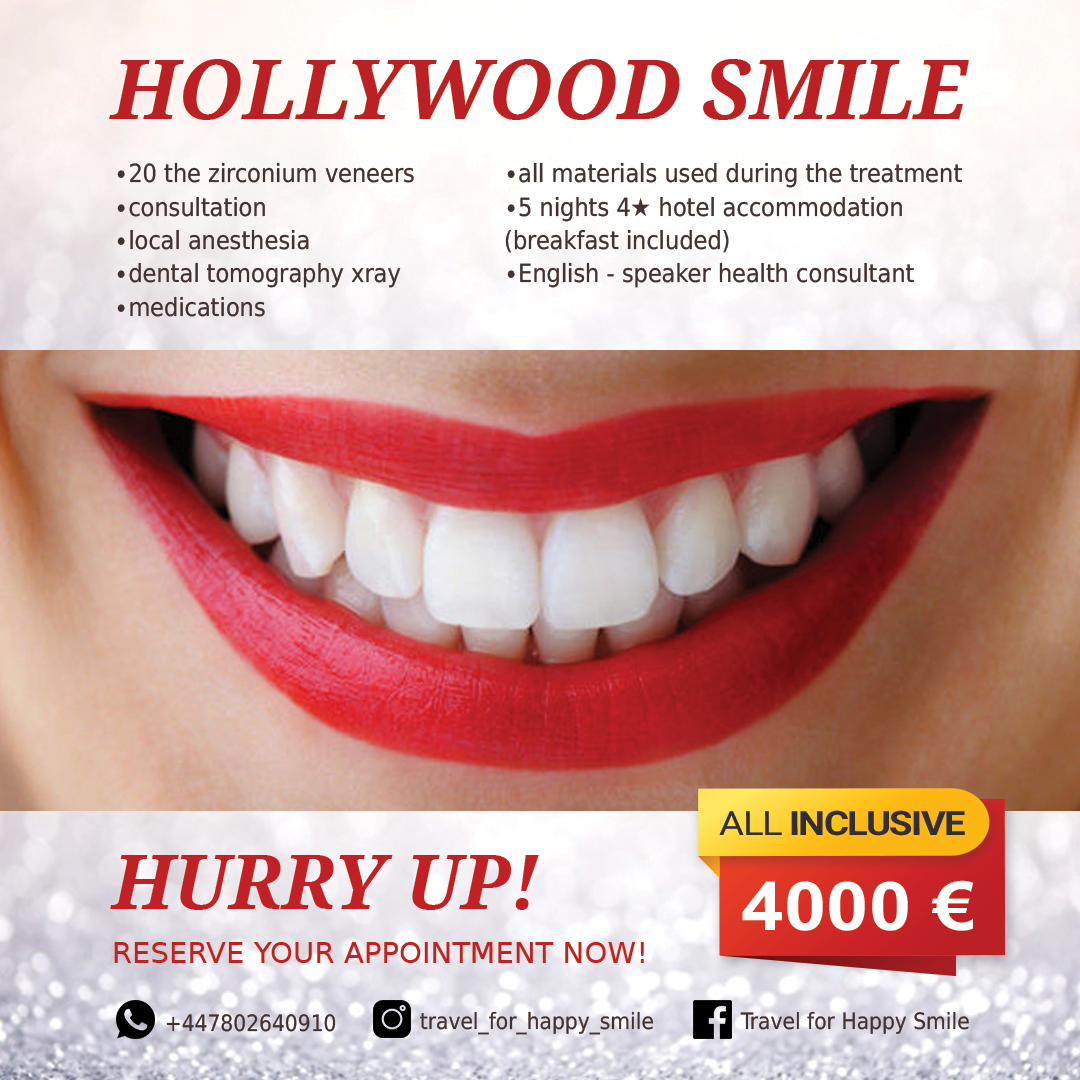 HOLLYWOOD SMILE
•20 the zirconium veneers
•consultation
•local anesthesia
•dental tomography xray
•medications
•all materials used during the treatment
•5 nights 4★ hotel accommodation
(breakfast included)
•English - speaker health consultant
ALL INCLUSIVE
4000 €
HURRY UP!
RESERVE YOUR APPOINTMENT NOW!
+447802640910
travel_for_happy_smile
Travel for Happy Smile